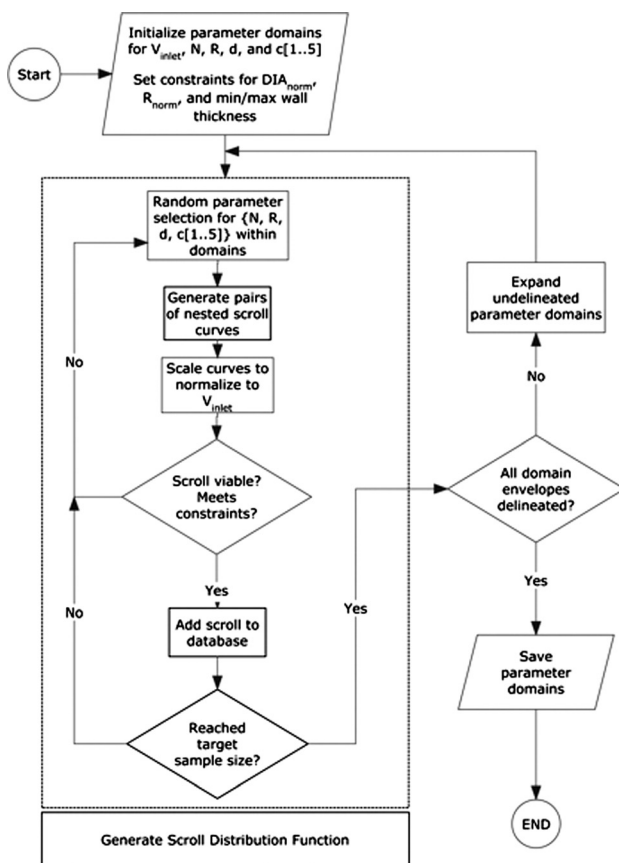 Initialize parameter domains
for Vinlet, N, R, d, and c[1..5]
Set constraints for DIAnorm,
Rnorm, and min/max wall
thickness
Start
Random parameter
selection for {N, R,
d, c[1..5]} within
domains
Generate pairs
of nested scroll
curves
Scale curves to
normalize to
Vinlet
No
Scroll viable?
Meets
constraints?
Yes
Add scroll to
database
No
Reached
target
sample size?
Yes
Generate Scroll Distribution Function
Expand
undelineated
parameter domains
No
All domain
envelopes
delineated?
Yes
Save
parameter
domains
END